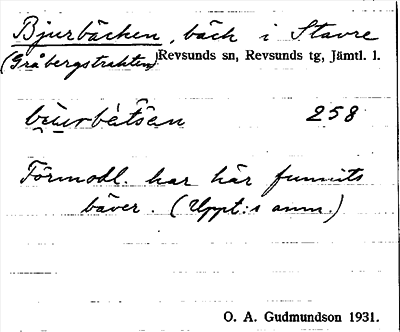 Bjurbäcken, bäck i Stavre
(Gråbergstrakten) Revsunds sn, Revsunds tg, Jämtl. l.
258
Förmodl. har här funnits
bäver. (Uppt:s anm.)
O. A. Gudmundson 1931.